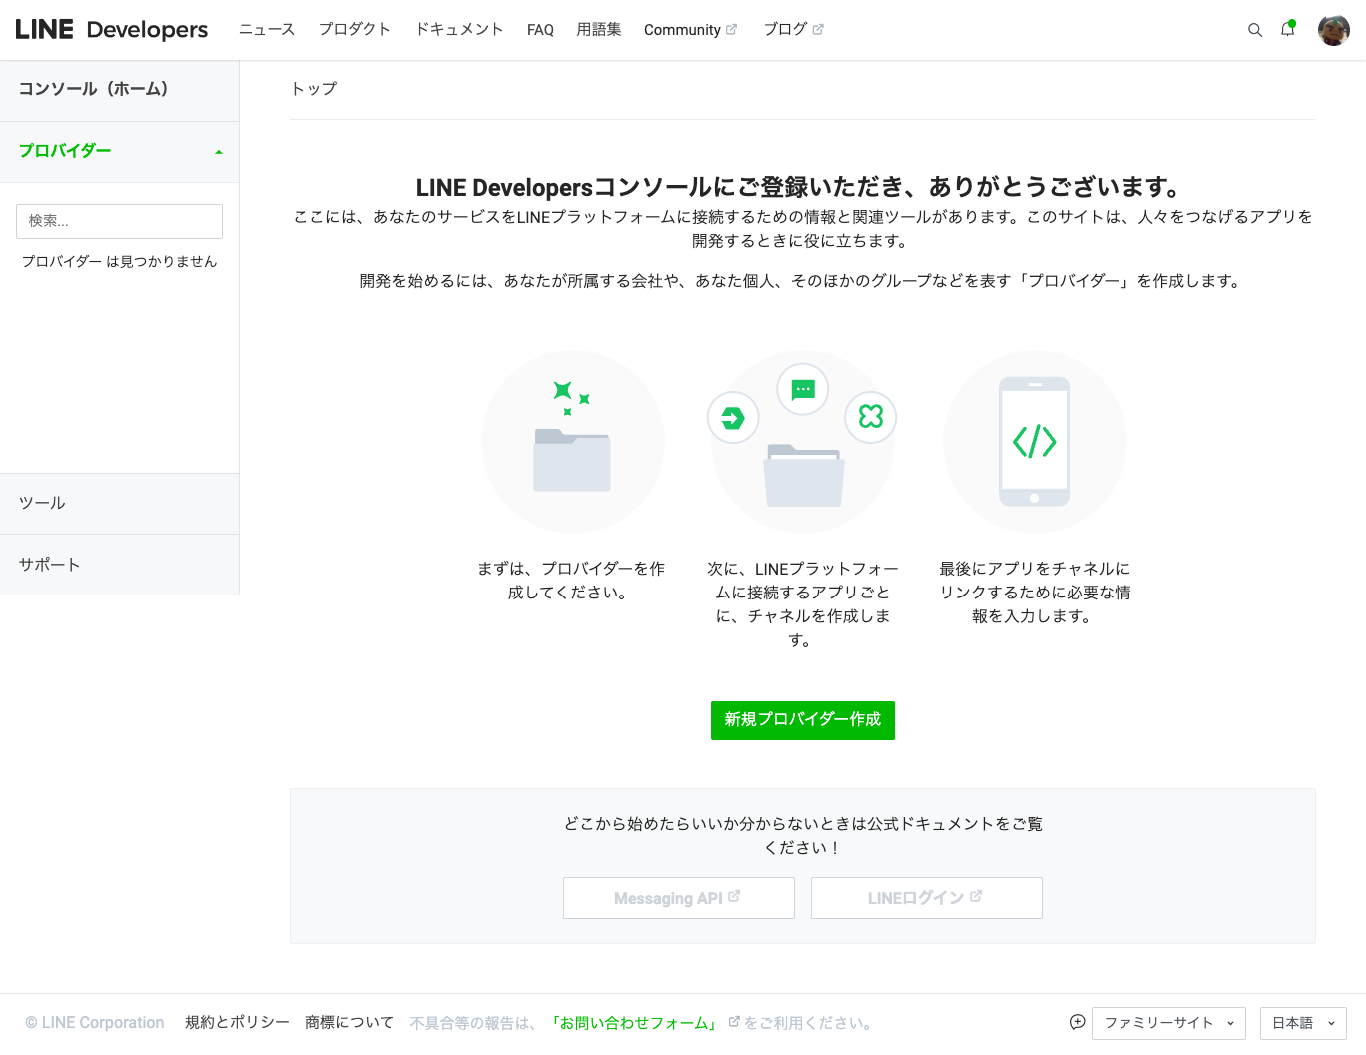 LINE Developers ニュース プロダクト ドキュメント FAQ 用語集 Community ブログ
コンソール（ホーム）
プロバイダー
検索...
プロバイダー は見つかりません
ツール
サポート
トップ
LINE Developersコンソールにご登録いただき、ありがとうございます。
ここには、あなたのサービスをLINEプラットフォームに接続するための情報と関連ツールがあります。このサイトは、人々をつなげるアプリを
開発するときに役に立ちます。
開発を始めるには、あなたが所属する会社や、あなた個人、そのほかのグループなどを表す「プロバイダー」を作成します。
まずは、プロバイダーを作
成してください。
次に、LINEプラットフォー
ムに接続するアプリごと
に、チャネルを作成しま
す。
最後にアプリをチャネルに
リンクするために必要な情
報を入力します。
新規プロバイダー作成
どこから始めたらいいか分からないときは公式ドキュメントをご覧
ください！
Messaging API LINEログイン
© LINE Corporation 規約とポリシー 商標について 不具合等の報告は、「お問い合わせフォーム」をご利用ください。 ファミリーサイト 日本語